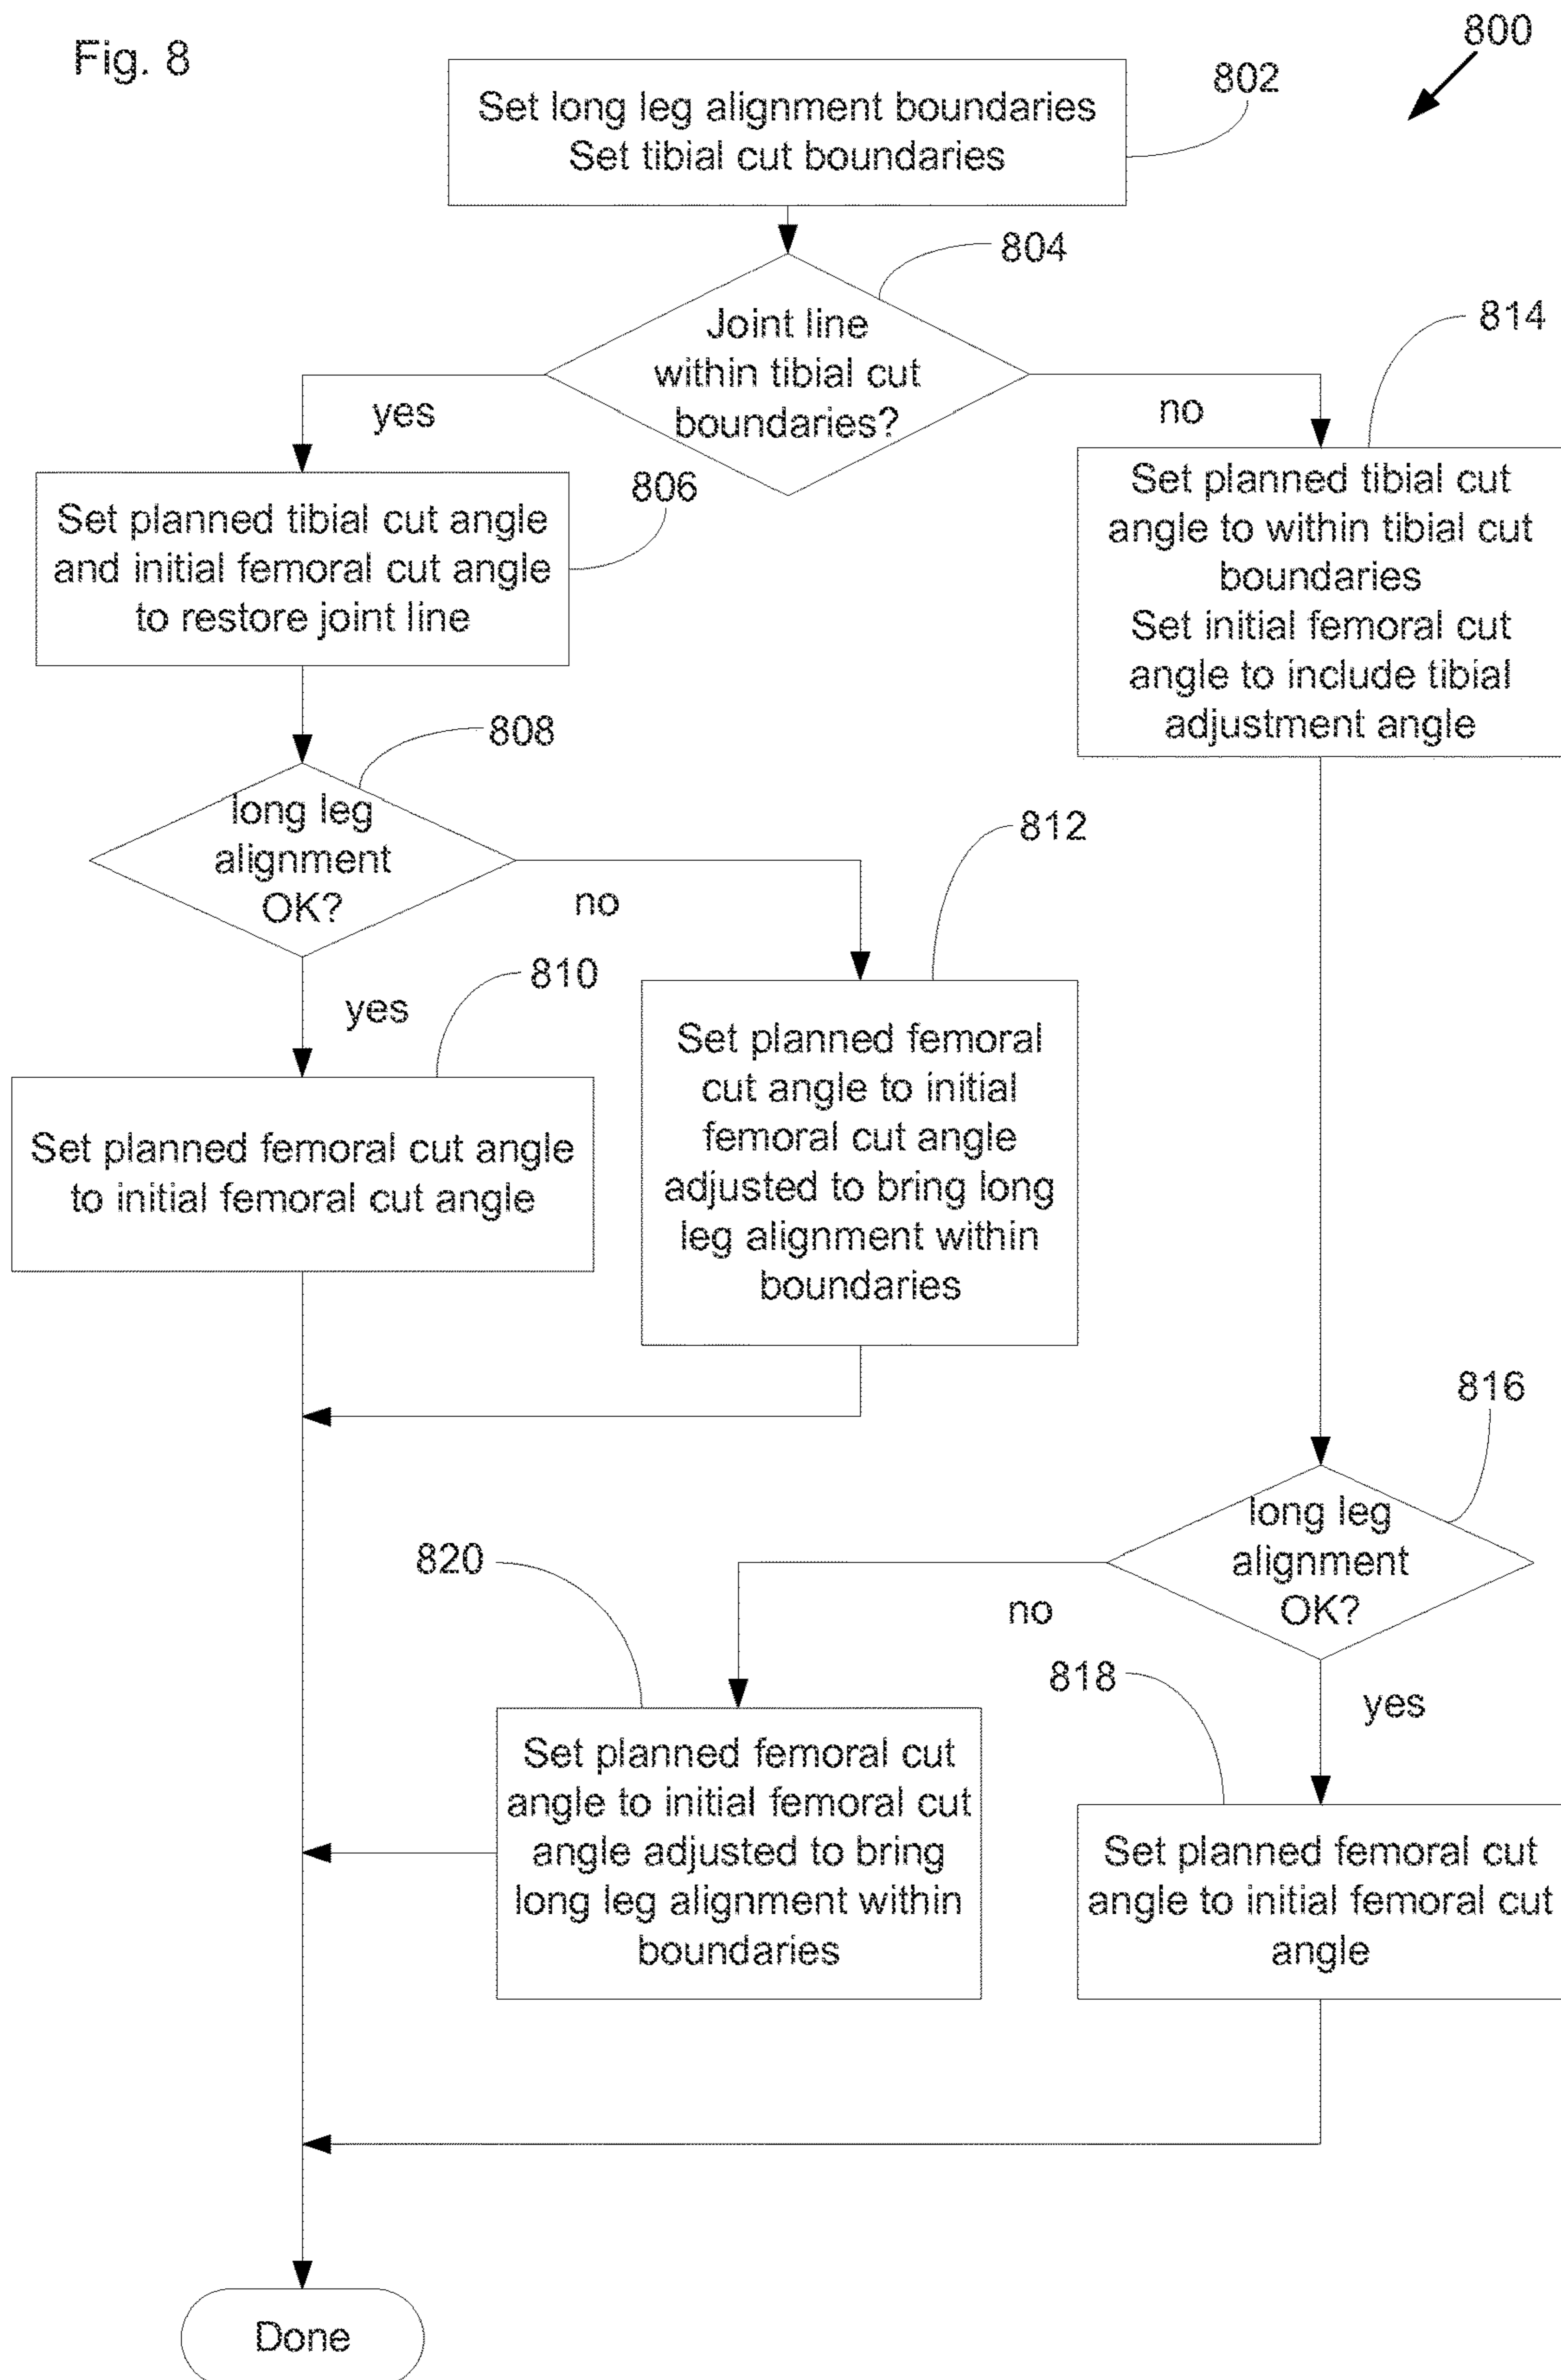 Fig. 8
800
Set long leg alignment boundaries
Set tibial cut boundaries
802
804
Joint line
within tibial cut
boundaries?
yes
no
814
Set planned tibial cut angle
and initial femoral cut angle
to restore joint line
806
Set planned tibial cut
angle to within tibial cut
boundaries
Set initial femoral cut
angle to include tibial
adjustment angle
808
long leg
alignment
OK?
no
812
yes
810
Set planned femoral cut angle
to initial femoral cut angle
Set planned femoral
cut angle to initial
femoral cut angle
adjusted to bring long
leg alignment within
boundaries
816
long leg
alignment
OK?
820
no
818
yes
Set planned femoral cut
angle to initial femoral cut
angle adjusted to bring
long leg alignment within
boundaries
Set planned femoral cut
angle to initial femoral cut
angle
Done